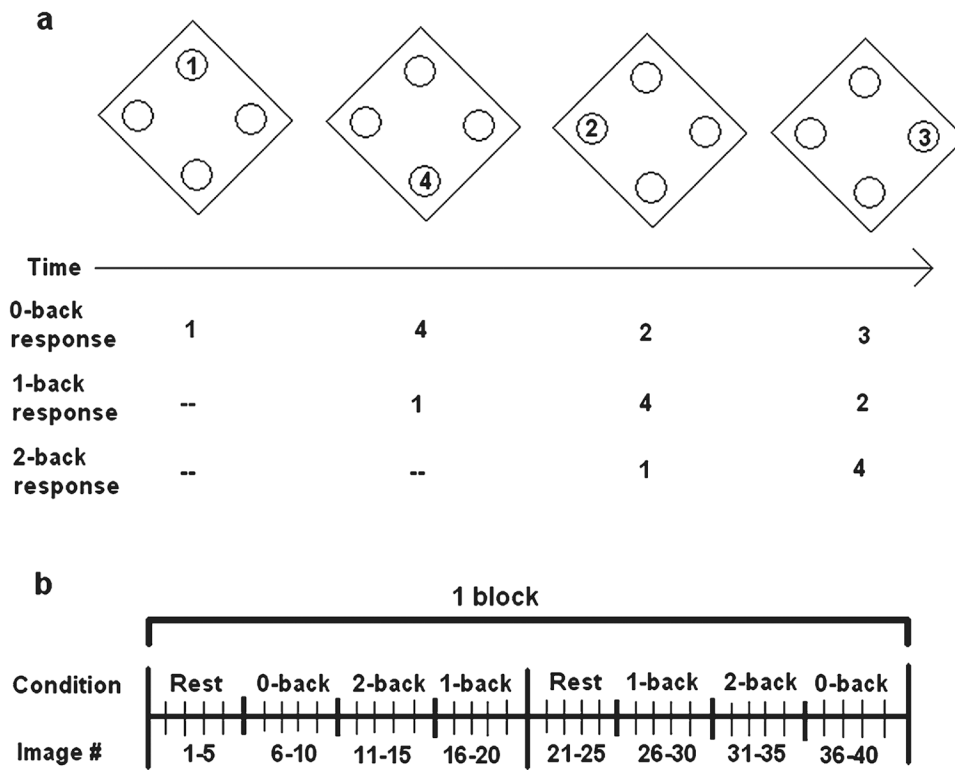 a
1
4
2
3
Time
0-back response 1 4 2 3
1-back response -- 1 4 2
2-back response -- -- 1 4
b
1 block
Condition Rest 0-back 2-back 1-back Rest 1-back 2-back 0-back
Image # 1-5 6-10 11-15 16-20 21-25 26-30 31-35 36-40